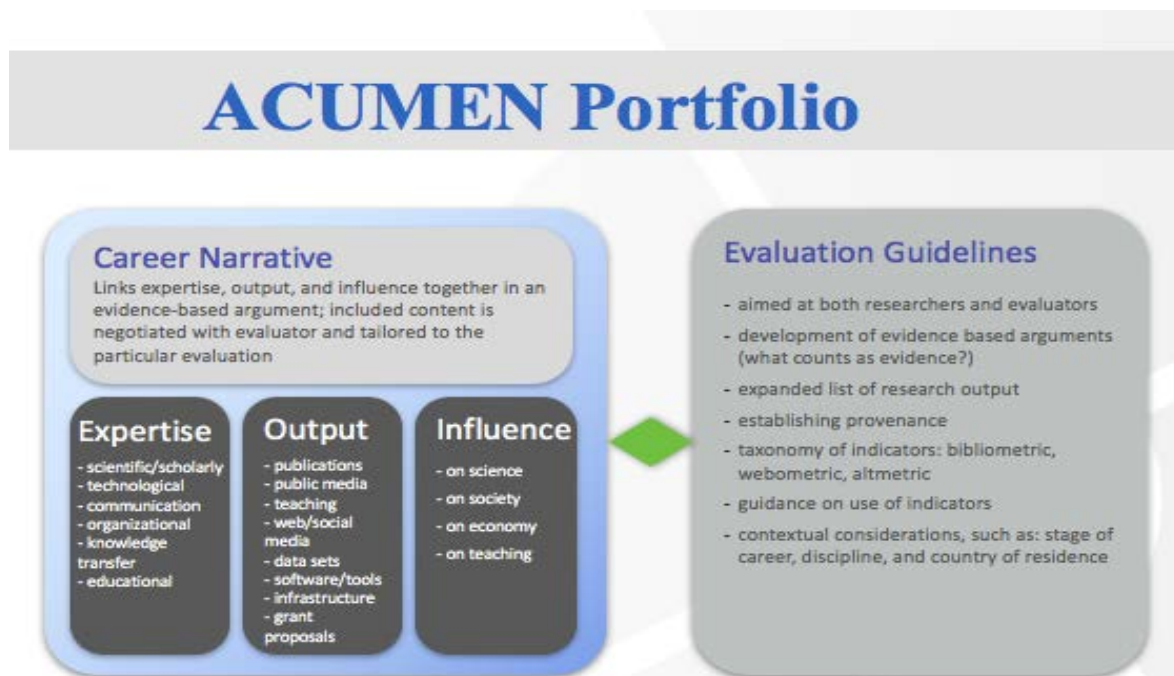 ACUMEN Portfolio
Career Narrative
Links expertise, output, and influence together in an
evidence-based argument; included content is
negotiated with evaluator and tailored to the
particular evaluation
Expertise
- scientific/scholarly
- technological
- communication
- organizational
- knowledge
transfer
- educational
Output
- publications
- public media
- teaching
- web/social
media
- data sets
- software/tools
- infrastructure
- grant
proposals
Influence
- on science
- on society
- on economy
- on teaching
Evaluation Guidelines
- aimed at both researchers and evaluators
- development of evidence based arguments
(what counts as evidence?)
- expanded list of research output
- establishing provenance
- taxonomy of indicators: bibliometric,
webometric, altmetric
- guidance on use of indicators
- contextual considerations, such as: stage of
career, discipline, and country of residence